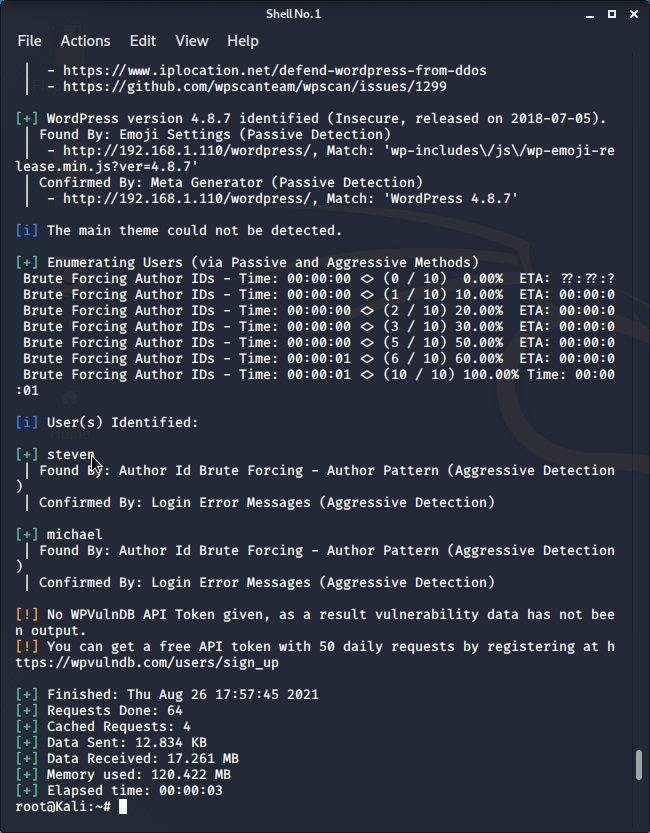 Shell No. 1
File Actions Edit View Help
| - https://www.iplocation.net/defend-wordpress-from-ddos
| - https://github.com/wpscanteam/wpscan/issues/1299
[+] WordPress version 4.8.7 identified (Insecure, released on 2018-07-05).
| Found By: Emoji Settings (Passive Detection)
| - http://192.168.1.110/wordpress/, Match: 'wp-includes\/js\/wp-emoji-re
lease.min.js?ver=4.8.7'
| Confirmed By: Meta Generator (Passive Detection)
| - http://192.168.1.110/wordpress/, Match: 'WordPress 4.8.7'
[i] The main theme could not be detected.
[+] Enumerating Users (via Passive and Aggressive Methods)
Brute Forcing Author IDs - Time: 00:00:00 <> (0 / 10) 0.00% ETA: ??:??:?
Brute Forcing Author IDs - Time: 00:00:00 <> (1 / 10) 10.00% ETA: 00:00:0
Brute Forcing Author IDs - Time: 00:00:00 <> (2 / 10) 20.00% ETA: 00:00:0
Brute Forcing Author IDs - Time: 00:00:00 <> (3 / 10) 30.00% ETA: 00:00:0
Brute Forcing Author IDs - Time: 00:00:00 <> (5 / 10) 50.00% ETA: 00:00:0
Brute Forcing Author IDs - Time: 00:00:01 <> (6 / 10) 60.00% ETA: 00:00:0
Brute Forcing Author IDs - Time: 00:00:01 <> (10 / 10) 100.00% Time: 00:00
:01
[i] User(s) Identified:
[+] steven
| Found By: Author Id Brute Forcing - Author Pattern (Aggressive Detection
)
| Confirmed By: Login Error Messages (Aggressive Detection)
[+] michael
| Found By: Author Id Brute Forcing - Author Pattern (Aggressive Detection
)
| Confirmed By: Login Error Messages (Aggressive Detection)
[!] No WPVulnDB API Token given, as a result vulnerability data has not bee
n output.
[!] You can get a free API token with 50 daily requests by registering at h
ttps://wpvulndb.com/users/sign_up
[+] Finished: Thu Aug 26 17:57:45 2021
[+] Requests Done: 64
[+] Cached Requests: 4
[+] Data Sent: 12.834 KB
[+] Data Received: 17.261 MB
[+] Memory used: 120.422 MB
[+] Elapsed time: 00:00:03
root@Kali:~#